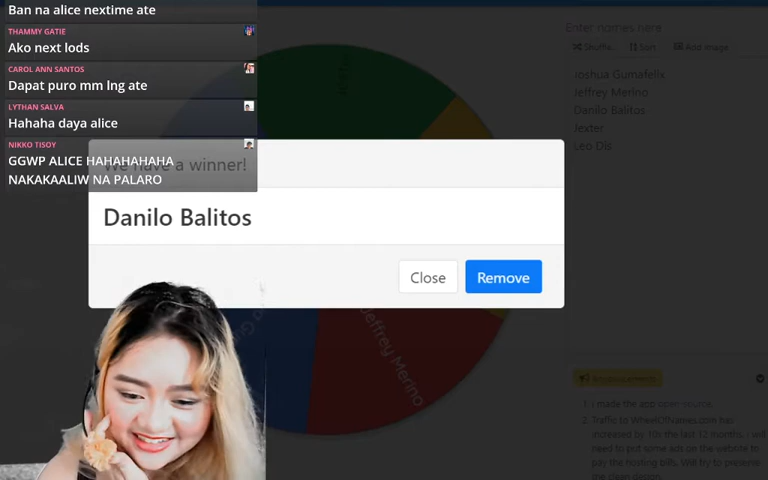 Ban na alice nextime ate
THAMMY GATIE
Ako next lods
CAROL ANN SANTOS
Dapat puro mm lng ate
LYTHAN SALVA
Hahaha daya alice
NIKKO TISOY
GGWP ALICE HAHAHAHAHA
NAKAKAALIW NA PALARO
We have a winner!
Danilo Balitos
Close
Remove
Jeffrey Merino
Enter names here
Shuffle
Sort
Add image
Joshua Gumafelix
Jeffrey Merino
Danilo Balitos
Jexter
Leo Dis
Announcements
1. I made the app open-source.
2. Traffic to WheelOfNames.com has
increased by 10x the last 12 months. I will
need to put some ads on the website to
pay the hosting bills. Will try to preserve
the clean design.